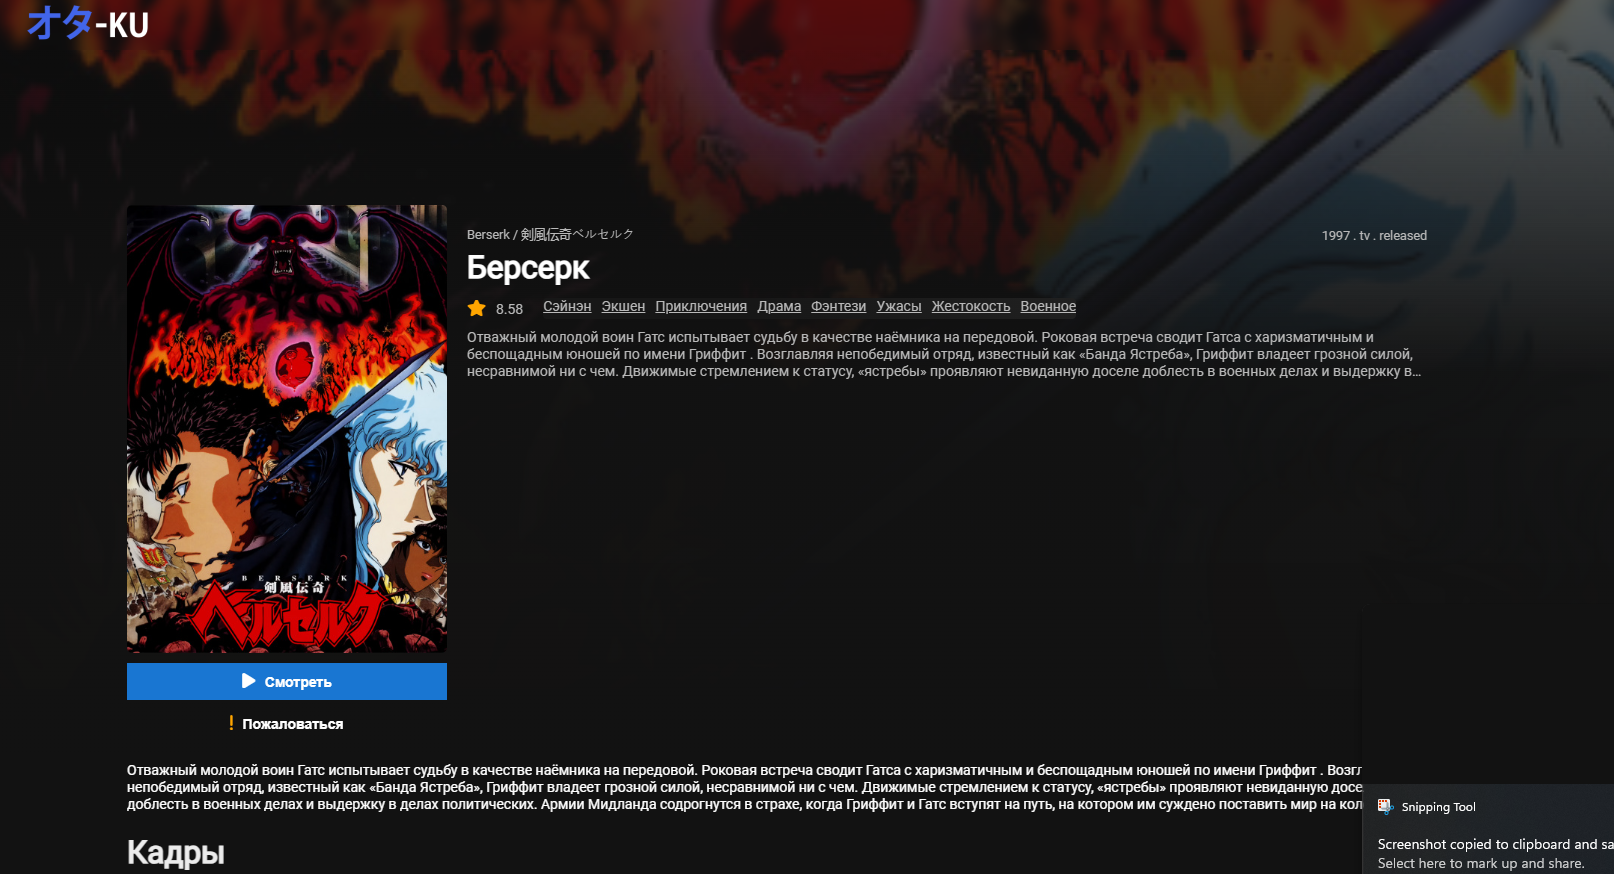 オタ-KU
Berserk / 剣風伝奇ベルセルク
1997 . tv . released
Берсерк
8.58 Сэйнэн Экшен Приключения Драма Фэнтези Ужасы Жестокость Военное
Отважный молодой воин Гатс испытывает судьбу в качестве наёмника на передовой. Роковая встреча сводит Гатса с харизматичным и
беспощадным юношей по имени Гриффит . Возглавляя непобедимый отряд, известный как «Банда Ястреба», Гриффит владеет грозной силой,
несравнимой ни с чем. Движимые стремлением к статусу, «ястребы» проявляют невиданную доселе доблесть в военных делах и выдержку в...
BERSERK
剣風伝奇
ベルセルク
Смотреть
Пожаловаться
Отважный молодой воин Гатс испытывает судьбу в качестве наёмника на передовой. Роковая встреча сводит Гатса с харизматичным и беспощадным юношей по имени Гриффит . Возгл
непобедимый отряд, известный как «Банда Ястреба», Гриффит владеет грозной силой, несравнимой ни с чем. Движимые стремлением к статусу, «ястребы» проявляют невиданную досе
доблесть в военных делах и выдержку в делах политических. Армии Мидланда содрогнутся в страхе, когда Гриффит и Гатс вступят на путь, на котором им суждено поставить мир на кол
Кадры
Snipping Tool
Screenshot copied to clipboard and sa
Select here to mark up and share.